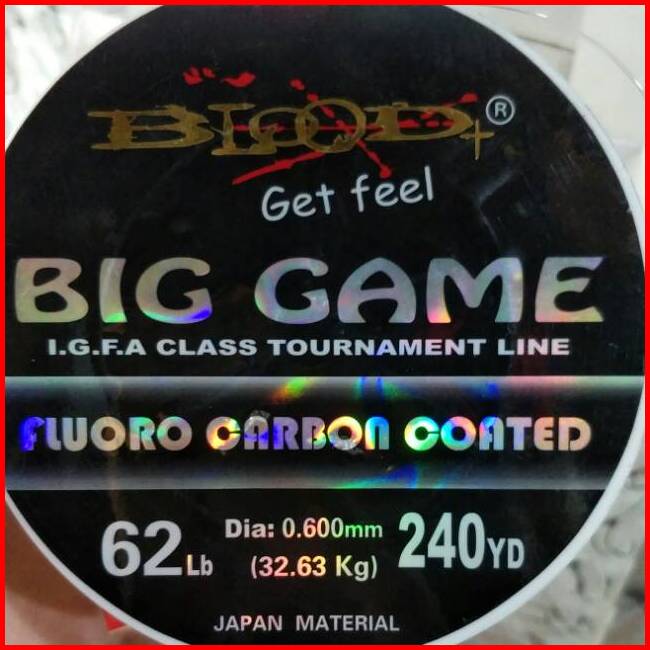 BLOOD+ ®
Get feel
BIG GAME
I.G.F.A CLASS TOURNAMENT LINE
FLUORO CARBON COATED
62Lb Dia: 0.600mm 240YD
(32.63 Kg)
JAPAN MATERIAL